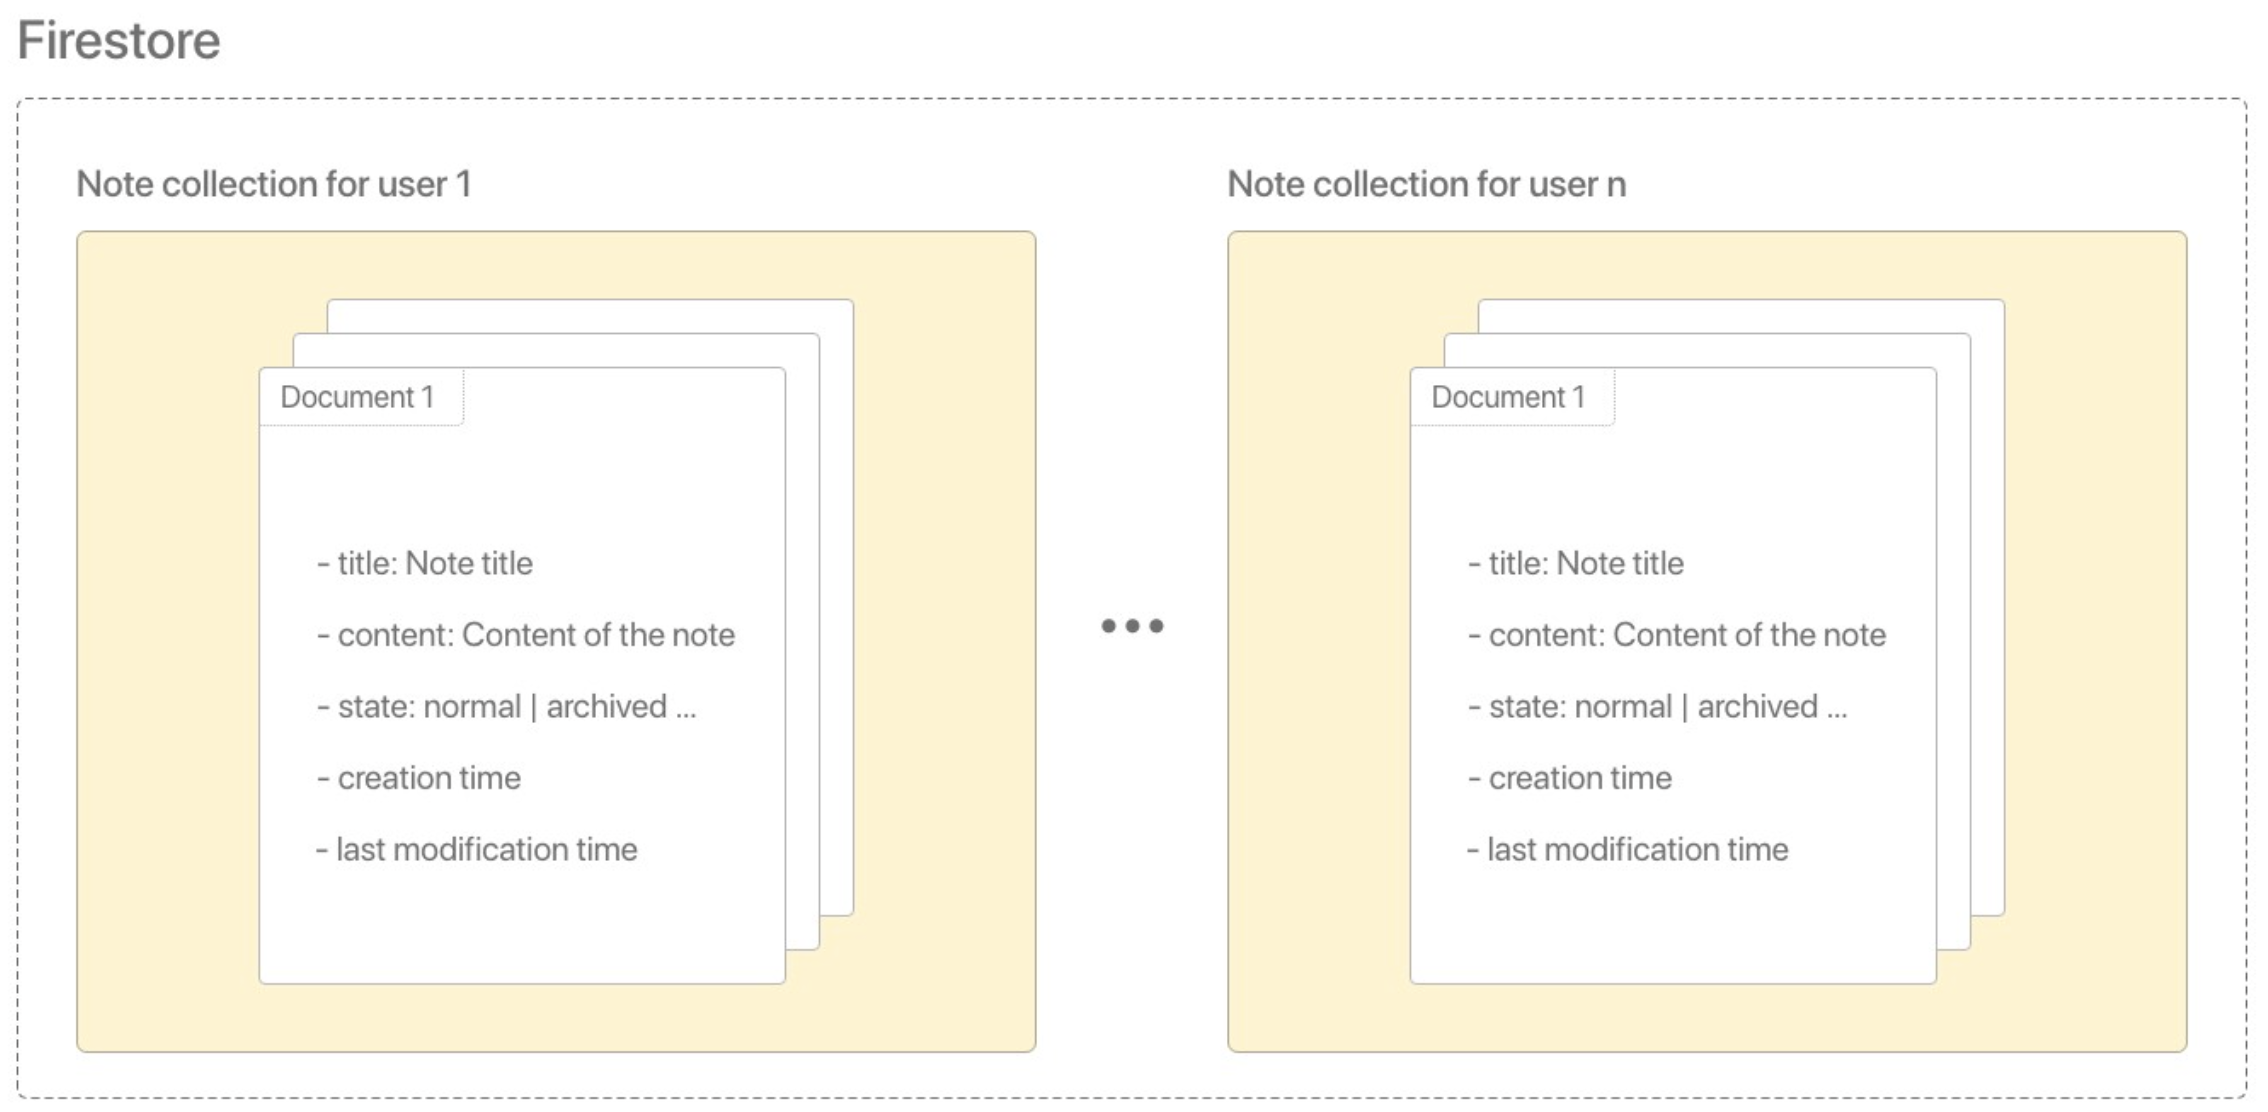 Firestore
Note collection for user 1
Document 1
- title: Note title
- content: Content of the note
- state: normal | archived ...
- creation time
- last modification time
Note collection for user n
Document 1
- title: Note title
- content: Content of the note
- state: normal | archived ...
- creation time
- last modification time